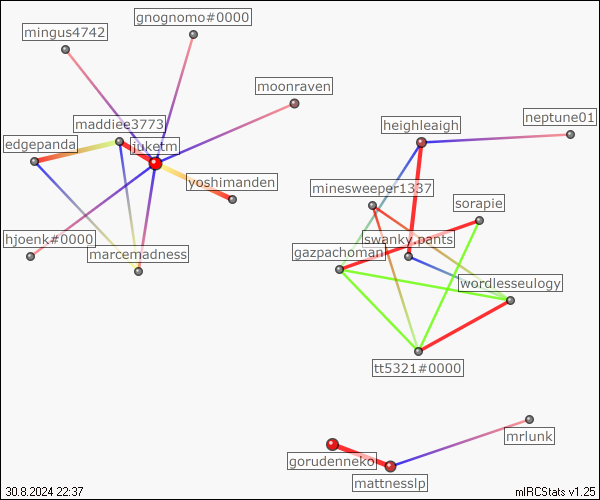 gnognomo#0000
mingus4742
moonraven
neptune01
maddiee3773
heighleaigh
edgepanda
juketm
yoshimanden
minesweeper1337
sorapie
hjoenk#0000
swanky.pants
marcemadness
gazpachoman
wordlesseulogy
tt5321#0000
mrlunk
gorudenneko
mattnesslp
30.8.2024 22:37
mIRCStats v1.25